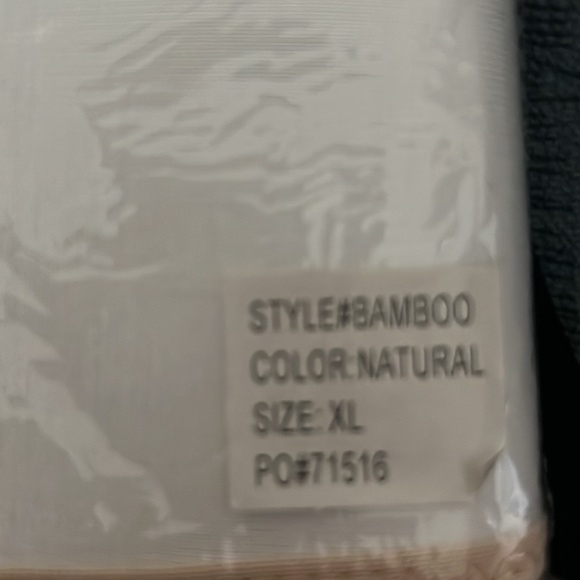 STYLE#BAMBOO
COLOR:NATURAL
SIZE: XL
PO#71516